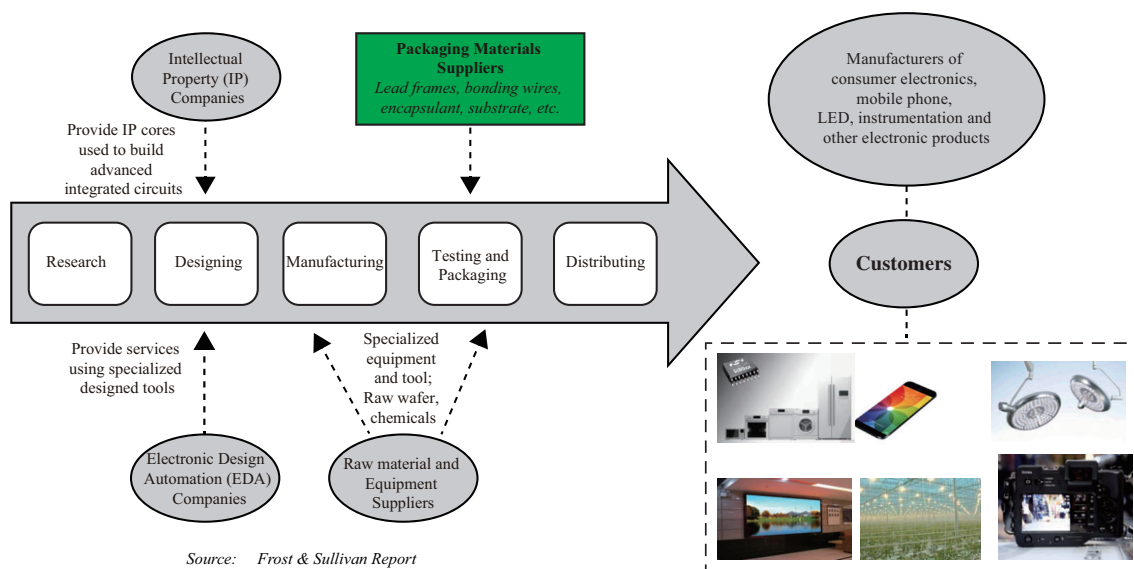 Intellectual
Property (IP)
Companies
Packaging Materials
Suppliers
Lead frames, bonding wires,
encapsulant, substrate, etc.
Manufacturers of
consumer electronics,
mobile phone,
LED, instrumentation and
other electronic products
Provide IP cores
used to build
advanced
integrated circuits
Research
Designing
Manufacturing
Testing and
Packaging
Distributing
Customers
Provide services
using specialized
designed tools
Specialized
equipment
and tool;
Raw wafer,
chemicals
Electronic Design
Automation (EDA)
Companies
Raw material and
Equipment
Suppliers
Source: Frost & Sullivan Report